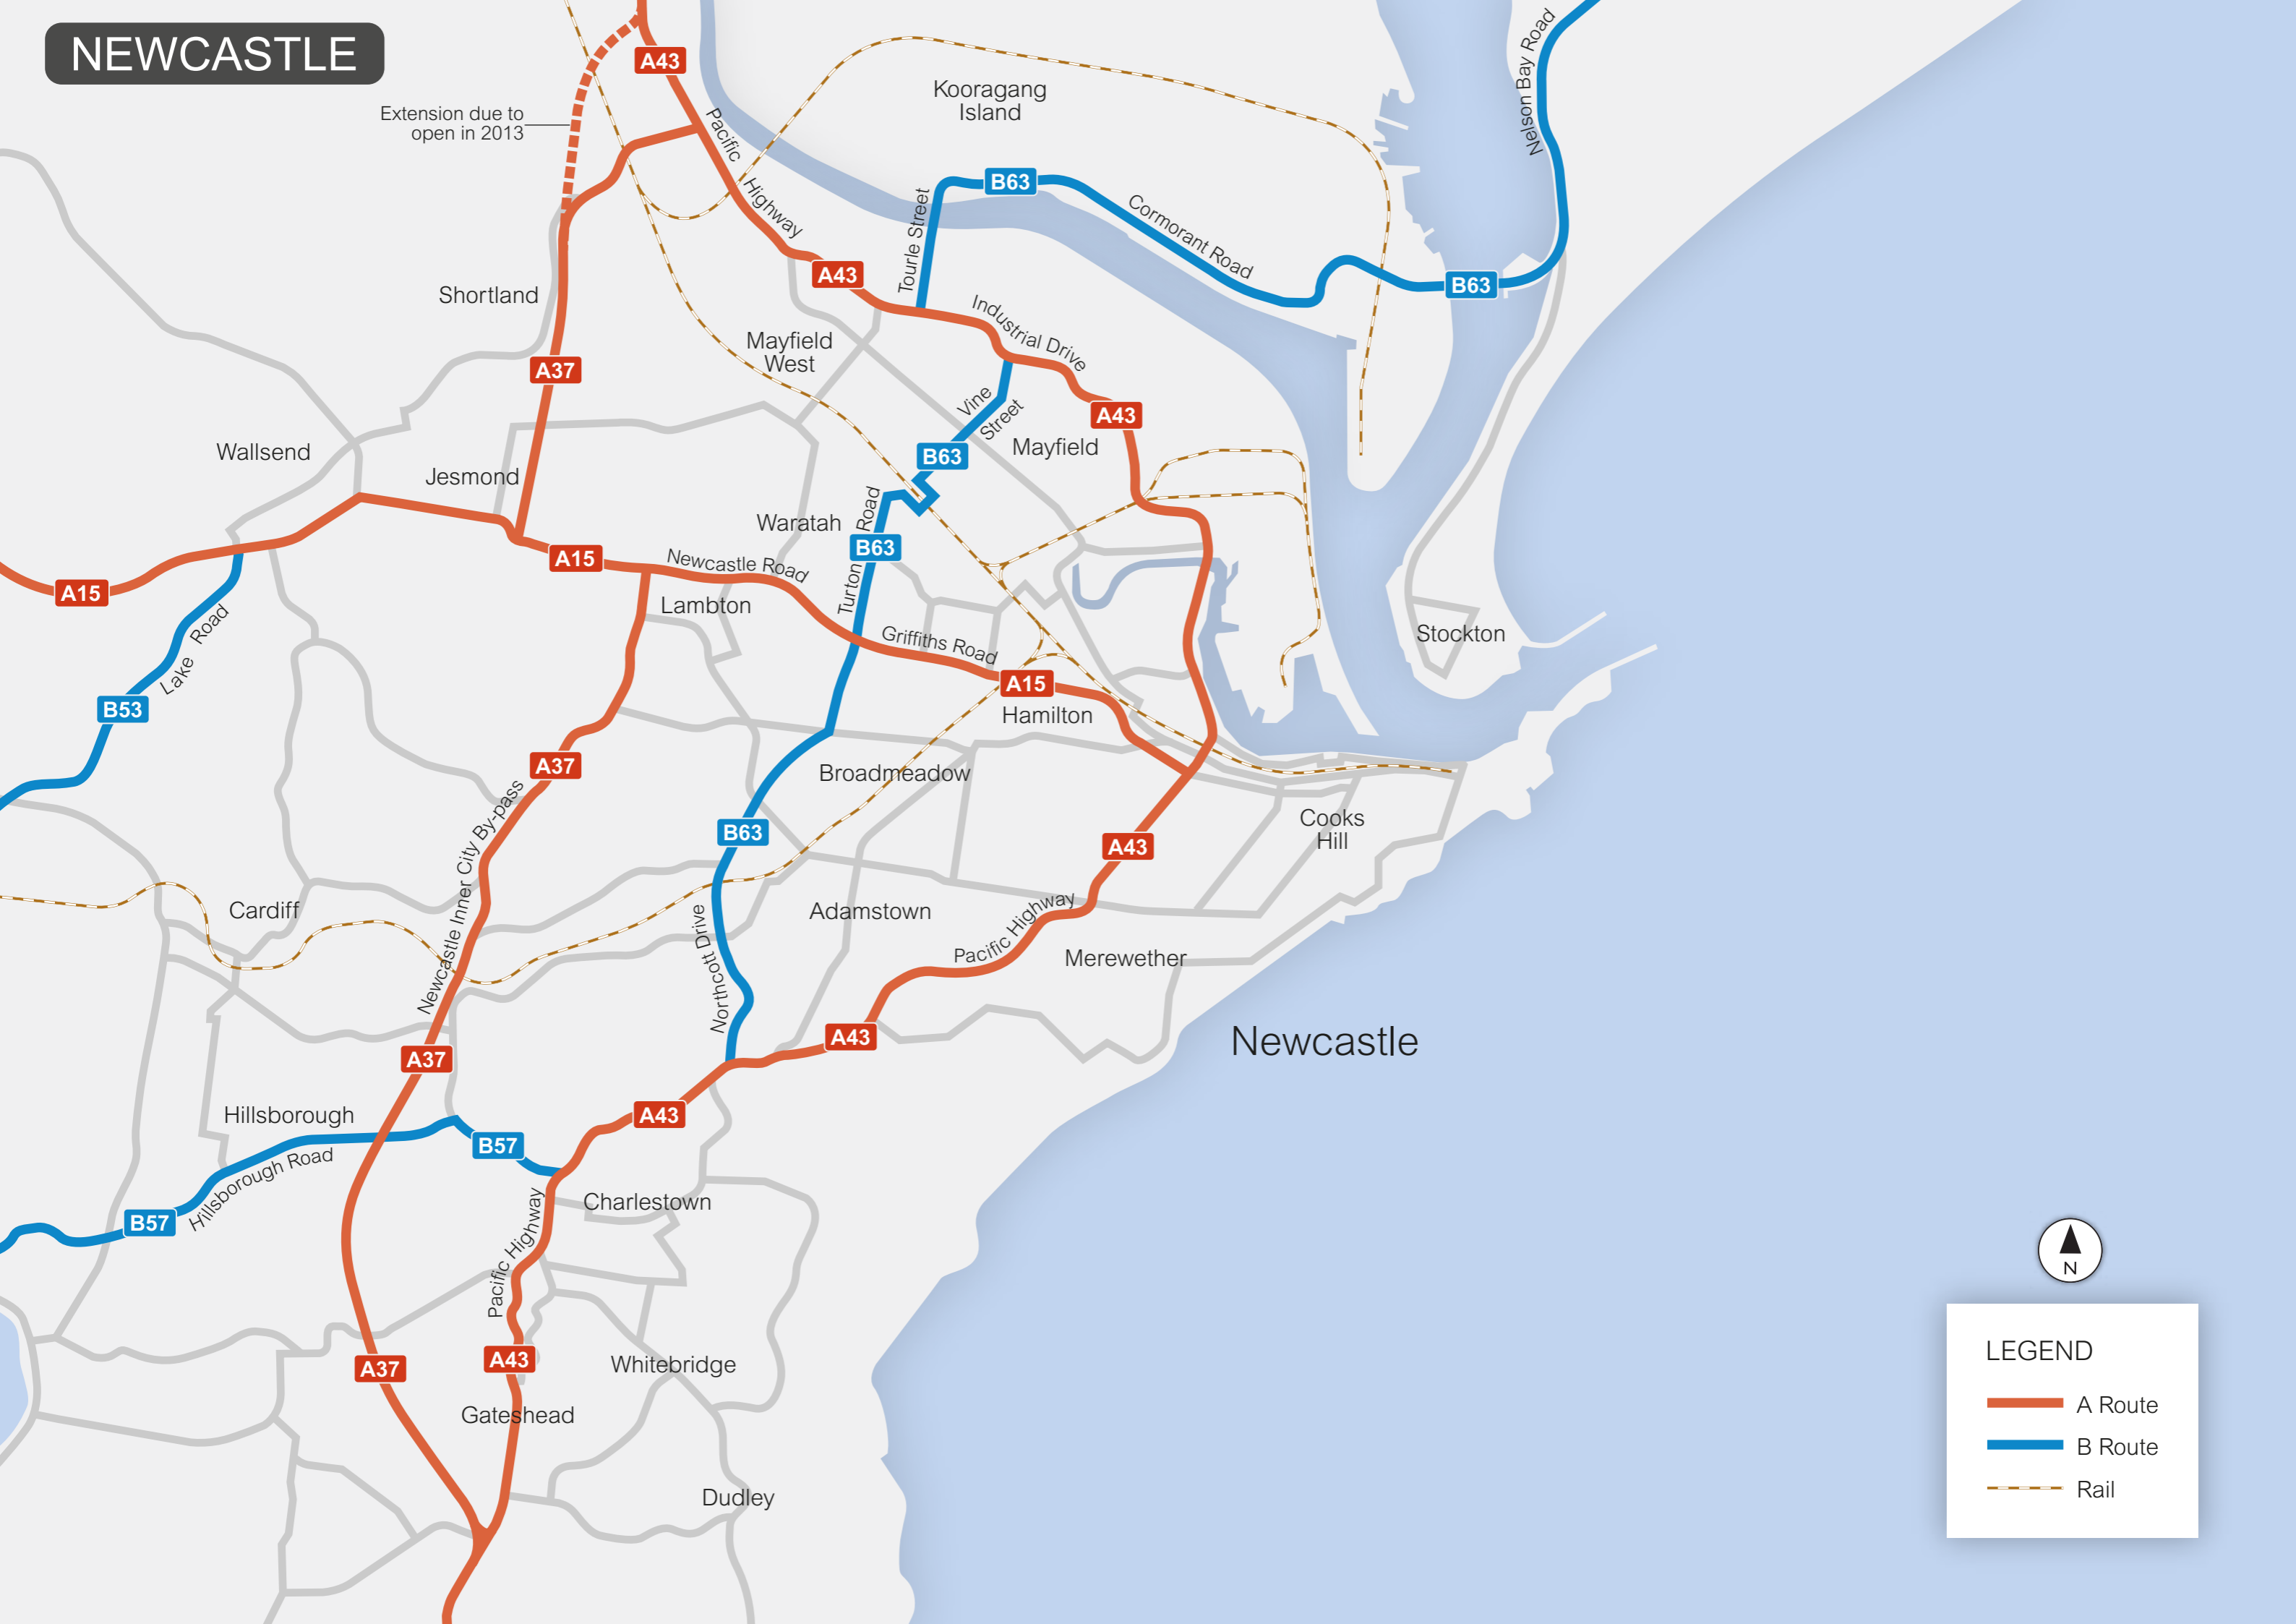 NEWCASTLE
A43
Extension due to
open in 2013
Pacific
Highway
Kooragang
Island
Nelson Bay Road
B63
Tourle Street
Cormorant Road
B63
A43
Shortland
Industrial Drive
Mayfield
West
A37
Vine
Street
A43
Mayfield
Wallsend
B63
Jesmond
Waratah
Turton Road
B63
A15
Newcastle Road
A15
Lambton
Lake Road
Griffiths Road
Stockton
A15
B53
Hamilton
A37
Broadmeadow
Newcastle Inner City By-pass
B63
Cooks
Hill
A43
Cardiff
Adamstown
Northcott Drive
Pacific Highway
Merewether
Newcastle
A43
A37
Hillsborough
A43
B57
Hillsborough Road
Charlestown
B57
Pacific Highway
N
A43
Whitebridge
A37
Gateshead
Dudley
LEGEND
A Route
B Route
Rail